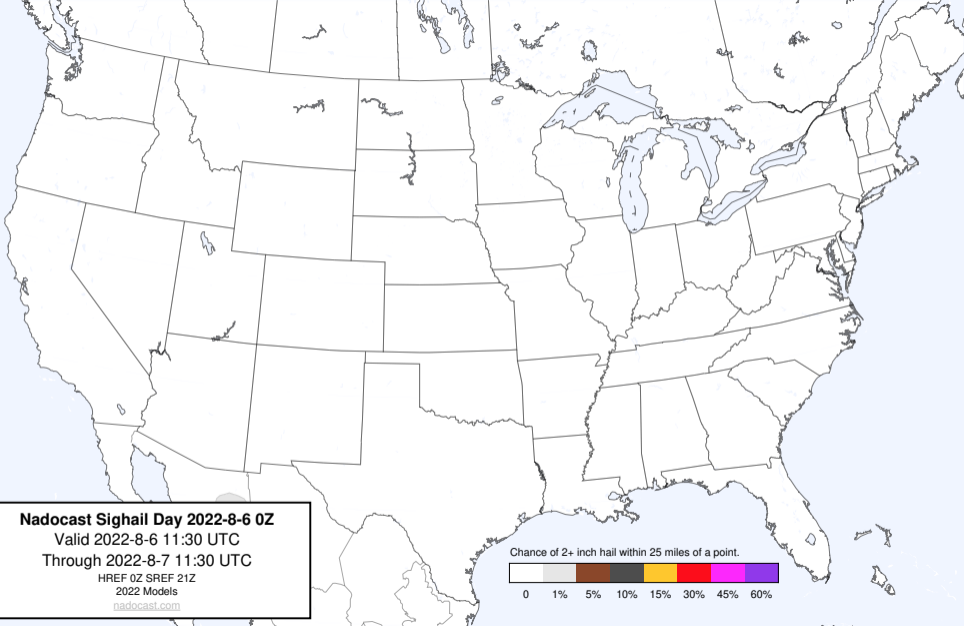 Nadocast Sighail Day 2022-8-6 0Z
Valid 2022-8-6 11:30 UTC
Through 2022-8-7 11:30 UTC
HREF 0Z SREF 21Z
2022 Models
nadocast.com
Chance of 2+ inch hail within 25 miles of a point.
0 1% 5% 10% 15% 30% 45% 60%